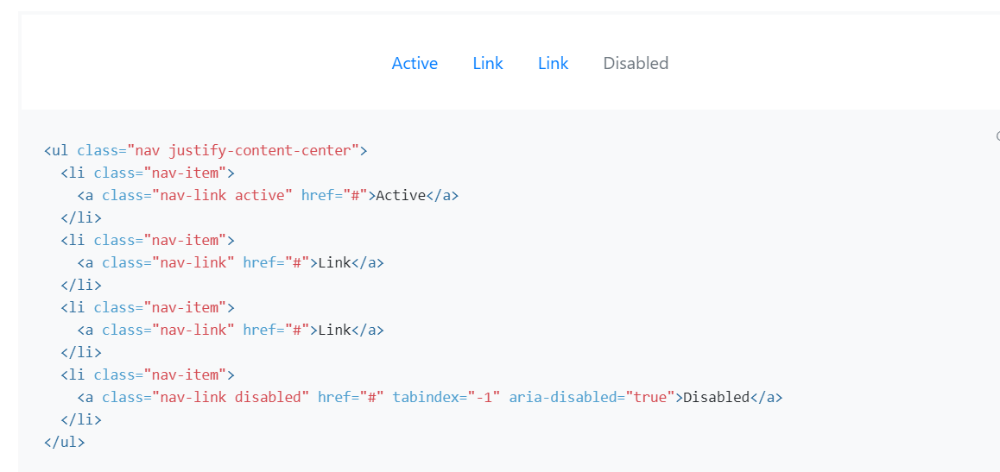 Active Link Link Disabled
<ul class="nav justify-content-center">
  <li class="nav-item">
    <a class="nav-link active" href="#">Active</a>
  </li>
  <li class="nav-item">
    <a class="nav-link" href="#">Link</a>
  </li>
  <li class="nav-item">
    <a class="nav-link" href="#">Link</a>
  </li>
  <li class="nav-item">
    <a class="nav-link disabled" href="#" tabindex="-1" aria-disabled="true">Disabled</a>
  </li>
</ul>